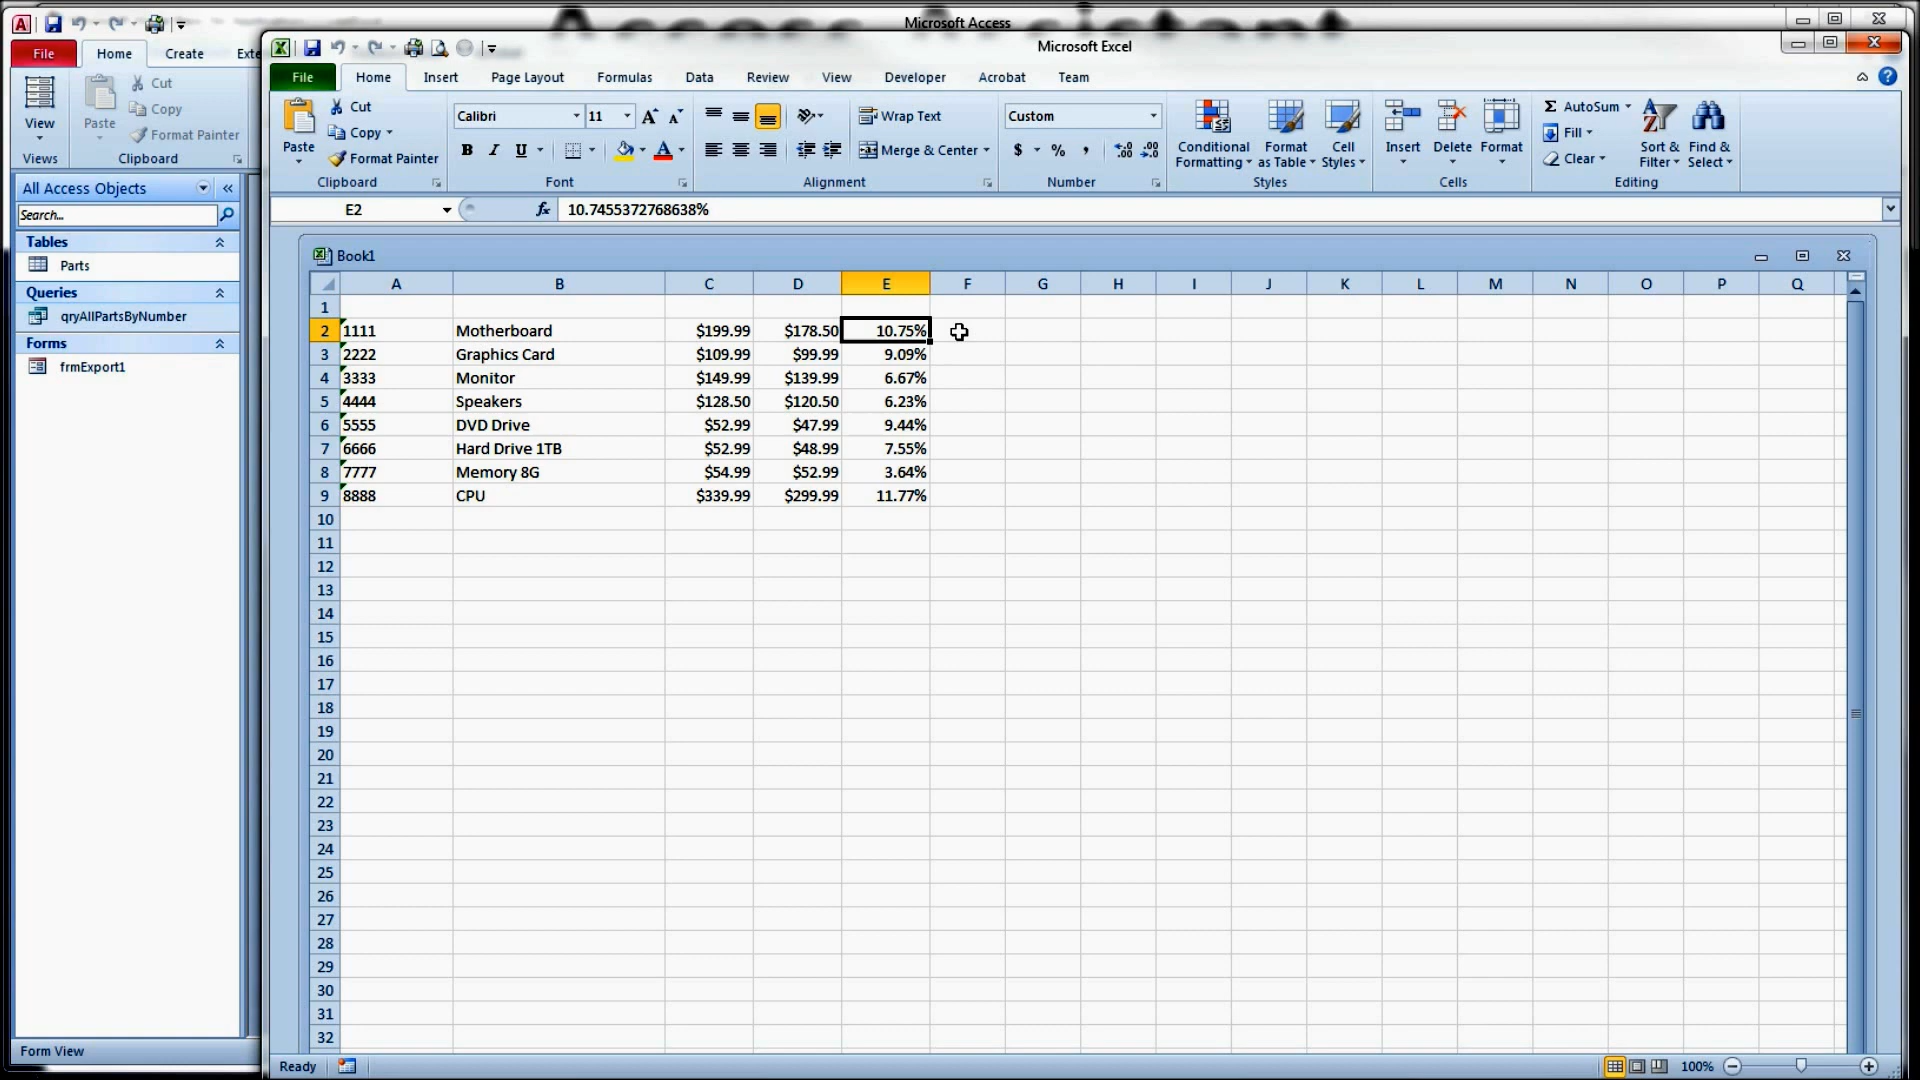 Access Assistant
Microsoft Access
File Home Create Exte
View
Views
Paste
Cut
Copy
Format Painter
Clipboard
All Access Objects
Search...
Tables
Parts
Queries
qryAllPartsByNumber
Forms
frmExport1
Form View
Microsoft Excel
File Home Insert Page Layout Formulas Data Review View Developer Acrobat Team
Paste
Cut
Copy
Format Painter
Clipboard
Calibri 11
B I U A
Font
Wrap Text
Merge & Center
Alignment
Custom
$ % ,
Number
Conditional Formatting
Format as Table
Cell Styles
Styles
Insert Delete Format
Cells
Σ AutoSum
Fill
Clear
Sort & Filter
Find & Select
Editing
E2 fx 10.7455372768638%
Book1
A B C D E F G H I J K L M N O P Q
1
2 1111 Motherboard $199.99 $178.50 10.75%
3 2222 Graphics Card $109.99 $99.99 9.09%
4 3333 Monitor $149.99 $139.99 6.67%
5 4444 Speakers $128.50 $120.50 6.23%
6 5555 DVD Drive $52.99 $47.99 9.44%
7 6666 Hard Drive 1TB $52.99 $48.99 7.55%
8 7777 Memory 8G $54.99 $52.99 3.64%
9 8888 CPU $339.99 $299.99 11.77%
10
11
12
13
14
15
16
17
18
19
20
21
22
23
24
25
26
27
28
29
30
31
32
Ready 100%